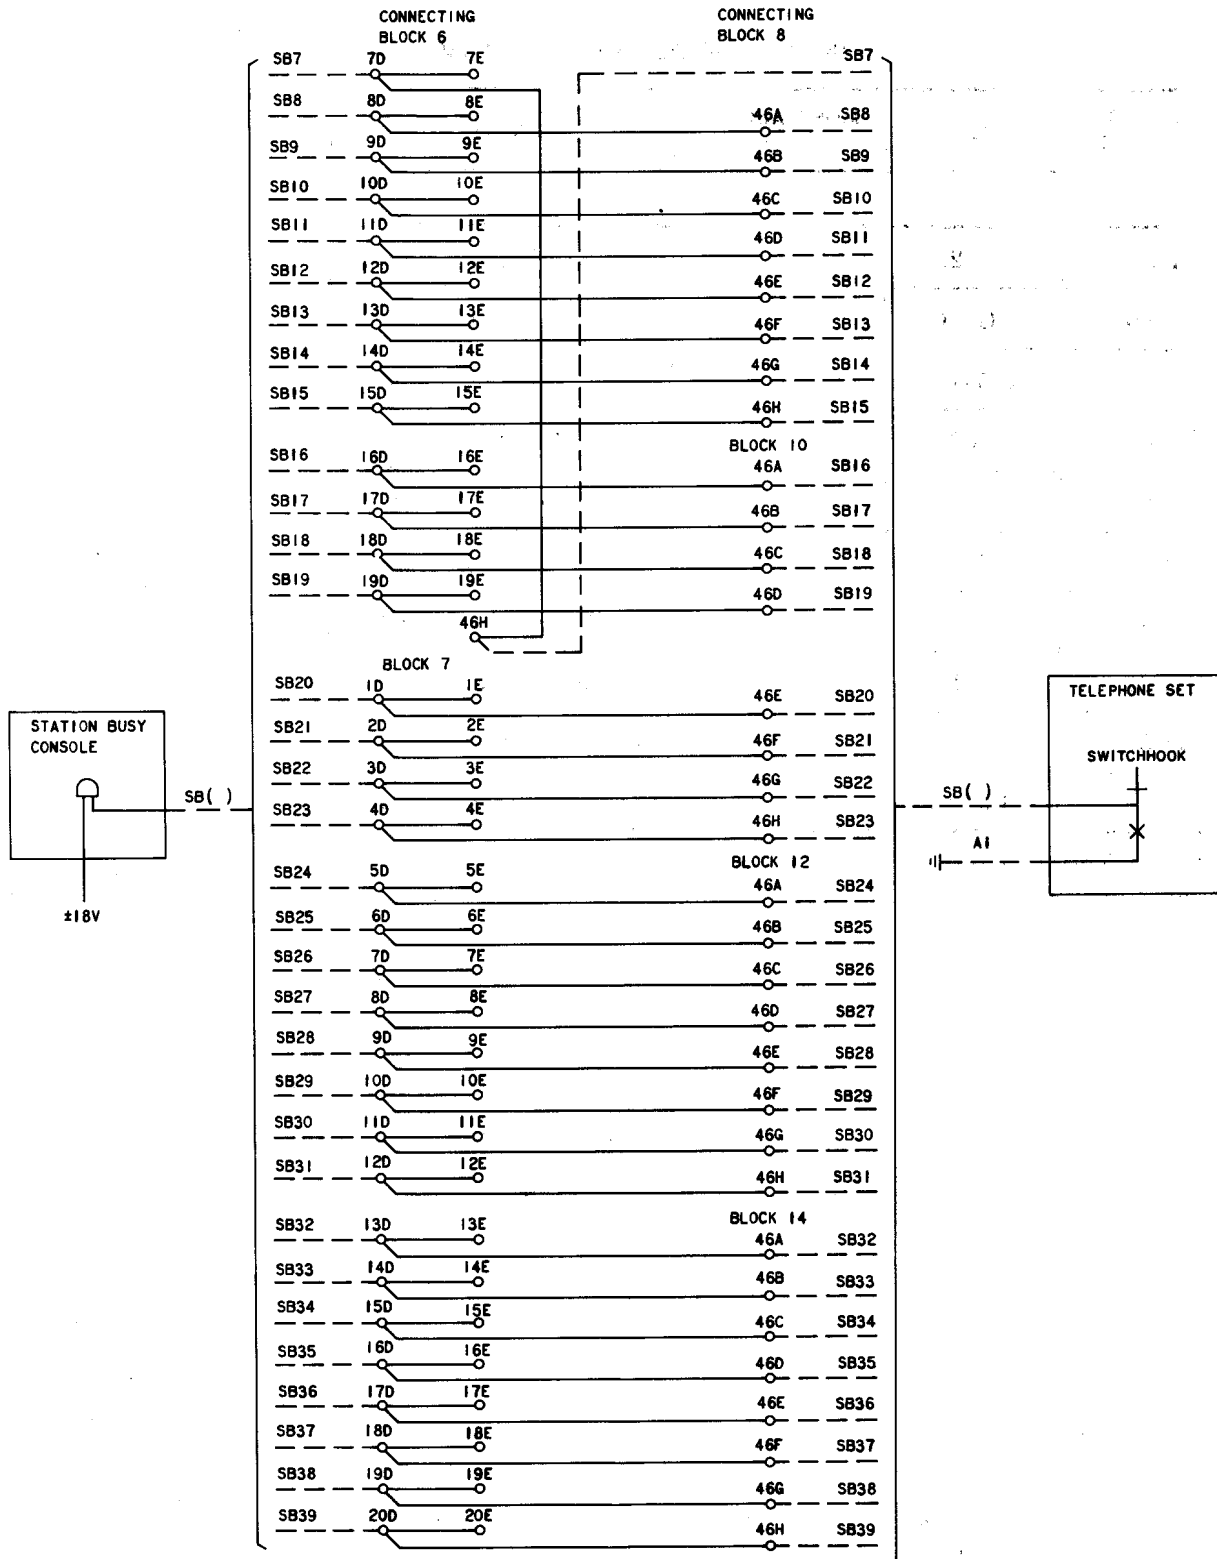 CONNECTING
BLOCK 6
CONNECTING
BLOCK 8
SB7 7D 7E SB7
SB8 8D 8E 46A SB8
SB9 9D 9E 46B SB9
SB10 10D 10E 46C SB10
SB11 11D 11E 46D SB11
SB12 12D 12E 46E SB12
SB13 13D 13E 46F SB13
SB14 14D 14E 46G SB14
SB15 15D 15E 46H SB15
BLOCK 10
SB16 16D 16E 46A SB16
SB17 17D 17E 46B SB17
SB18 18D 18E 46C SB18
SB19 19D 19E 46D SB19
46H
BLOCK 7
SB20 1D 1E 46E SB20
SB21 2D 2E 46F SB21
SB22 3D 3E 46G SB22
SB23 4D 4E 46H SB23
BLOCK 12
SB24 5D 5E 46A SB24
SB25 6D 6E 46B SB25
SB26 7D 7E 46C SB26
SB27 8D 8E 46D SB27
SB28 9D 9E 46E SB28
SB29 10D 10E 46F SB29
SB30 11D 11E 46G SB30
SB31 12D 12E 46H SB31
BLOCK 14
SB32 13D 13E 46A SB32
SB33 14D 14E 46B SB33
SB34 15D 15E 46C SB34
SB35 16D 16E 46D SB35
SB36 17D 17E 46E SB36
SB37 18D 18E 46F SB37
SB38 19D 19E 46G SB38
SB39 20D 20E 46H SB39
STATION BUSY
CONSOLE
SB( )
±18V
TELEPHONE SET
SWITCHHOOK
SB( )
A1